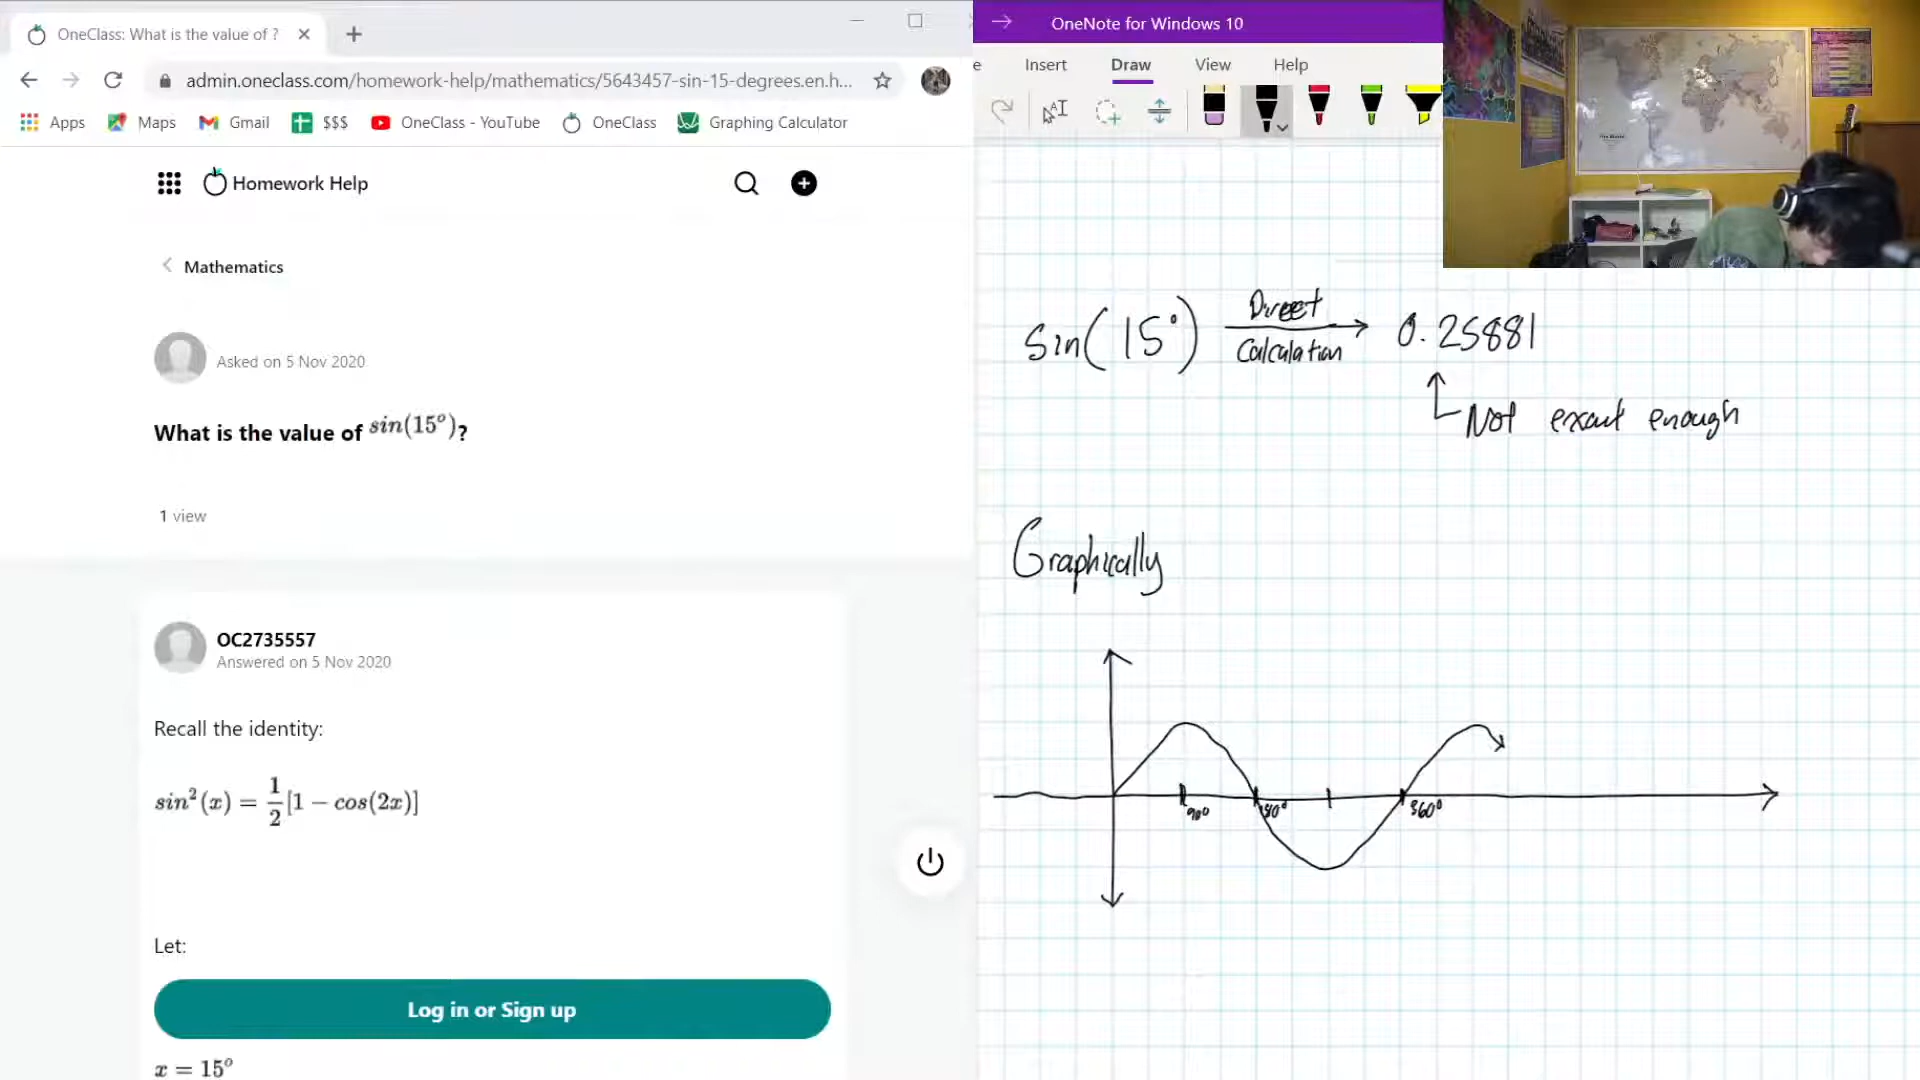 OneClass: What is the value of ?
admin.oneclass.com/homework-help/mathematics/5643457-sin-15-degrees.en.h...
Apps Maps Gmail $$$ OneClass - YouTube OneClass Graphing Calculator
Homework Help
Mathematics
Asked on 5 Nov 2020
What is the value of sin(15°)?
1 view
OC2735557
Answered on 5 Nov 2020
Recall the identity:
sin²(x) = 1/2[1 − cos(2x)]
Let:
Log in or Sign up
x = 15°
OneNote for Windows 10
e Insert Draw View Help
sin(15°) Direct Calculation 0.25881
Not exact enough
Graphically
90° 180° 360°